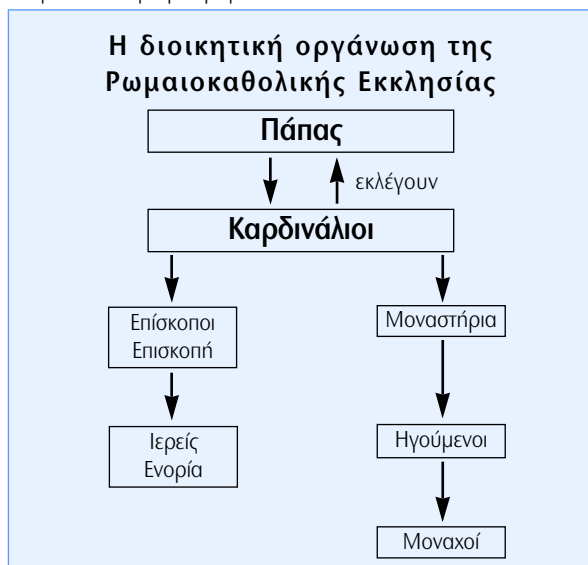 Η διοικητική οργάνωση της
Ρωμαιοκαθολικής Εκκλησίας
Πάπας
εκλέγουν
Καρδινάλιοι
Επίσκοποι
Επισκοπή
Μοναστήρια
Ιερείς
Ενορία
Ηγούμενοι
Μοναχοί